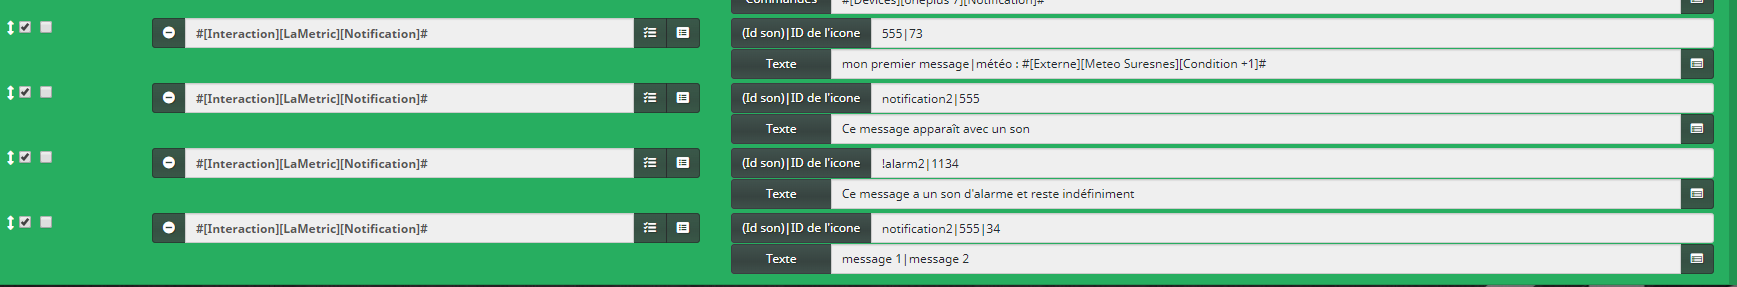 Commandes #[Devices][oneplus 7][Notification]#
#[Interaction][LaMetric][Notification]# (Id son)|ID de l'icone 555|73
Texte mon premier message|météo : #[Externe][Meteo Suresnes][Condition +1]#
#[Interaction][LaMetric][Notification]# (Id son)|ID de l'icone notification2|555
Texte Ce message apparaît avec un son
#[Interaction][LaMetric][Notification]# (Id son)|ID de l'icone !alarm2|1134
Texte Ce message a un son d'alarme et reste indéfiniment
#[Interaction][LaMetric][Notification]# (Id son)|ID de l'icone notification2|555|34
Texte message 1|message 2